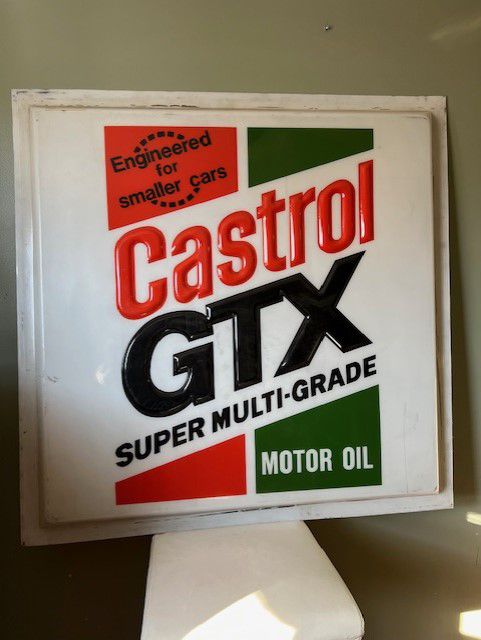 Engineered
for
smaller cars
Castrol
GTX
SUPER MULTI-GRADE
MOTOR OIL